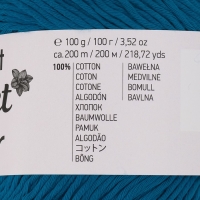 ℮ 100 g / 100 г / 3,52 oz
ca. 200 m / 200 м / 218,72 yds
100% COTTON BAWEŁNA
COTON MEDVILNĖ
COTONE BOMULL
ALGODÓN BAVLNA
ХЛОПОК
BAUMWOLLE
PAMUK
ALGODÃO
コットン
BÔNG